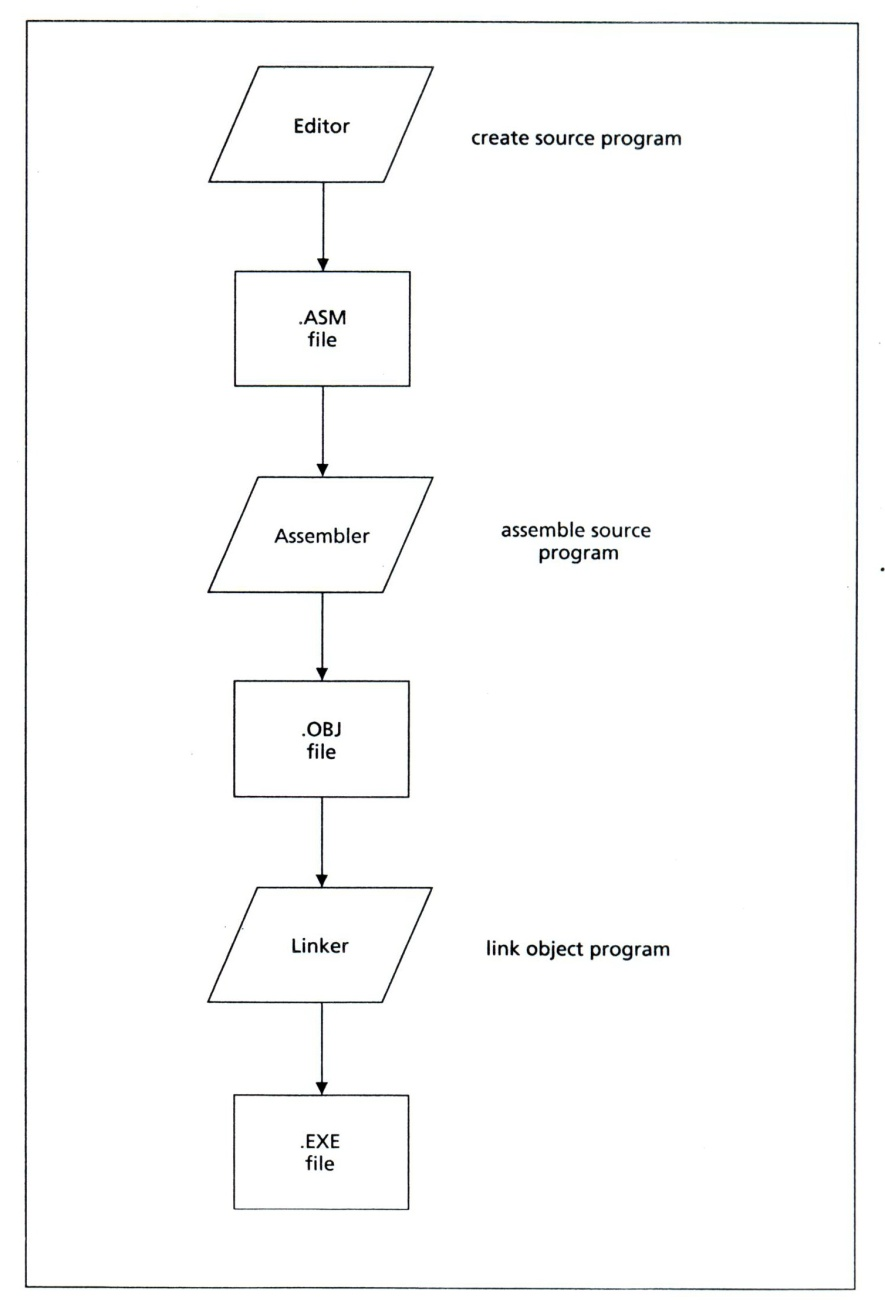 Editor
create source program
.ASM
file
Assembler
assemble source
program
.OBJ
file
Linker
link object program
.EXE
file